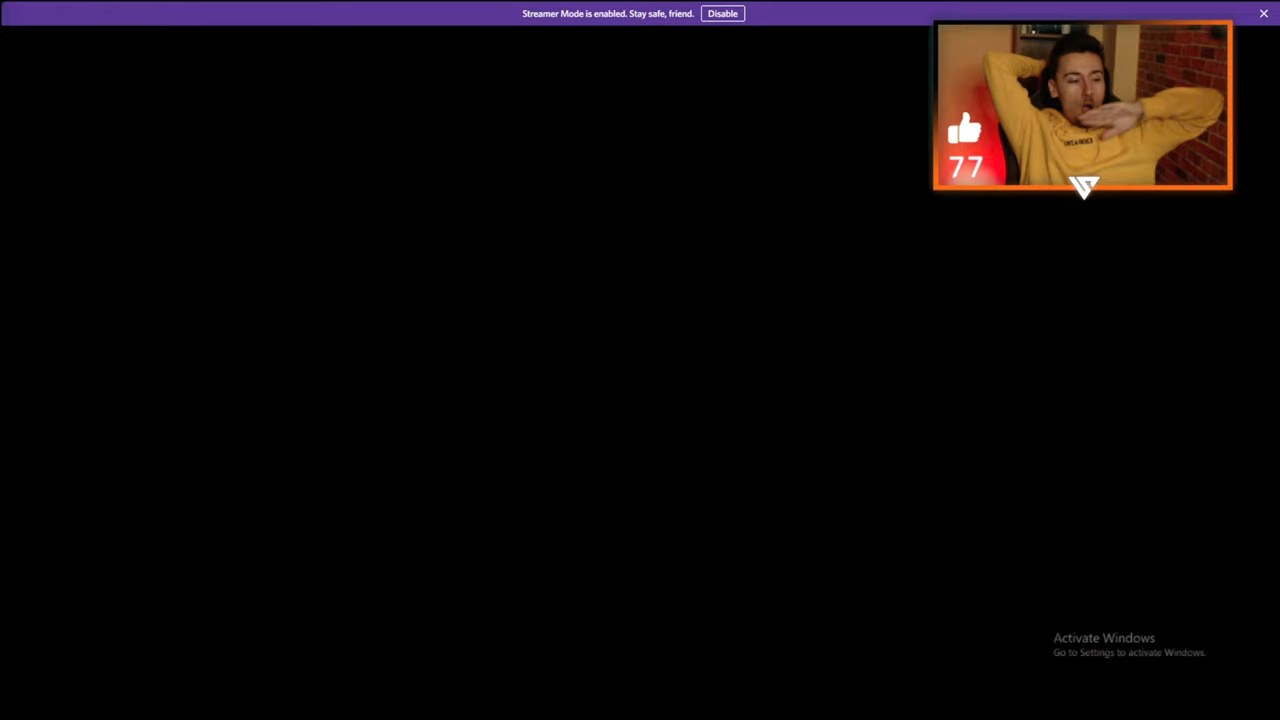 Streamer Mode is enabled. Stay safe, friend. Disable
77
Activate Windows
Go to Settings to activate Windows.